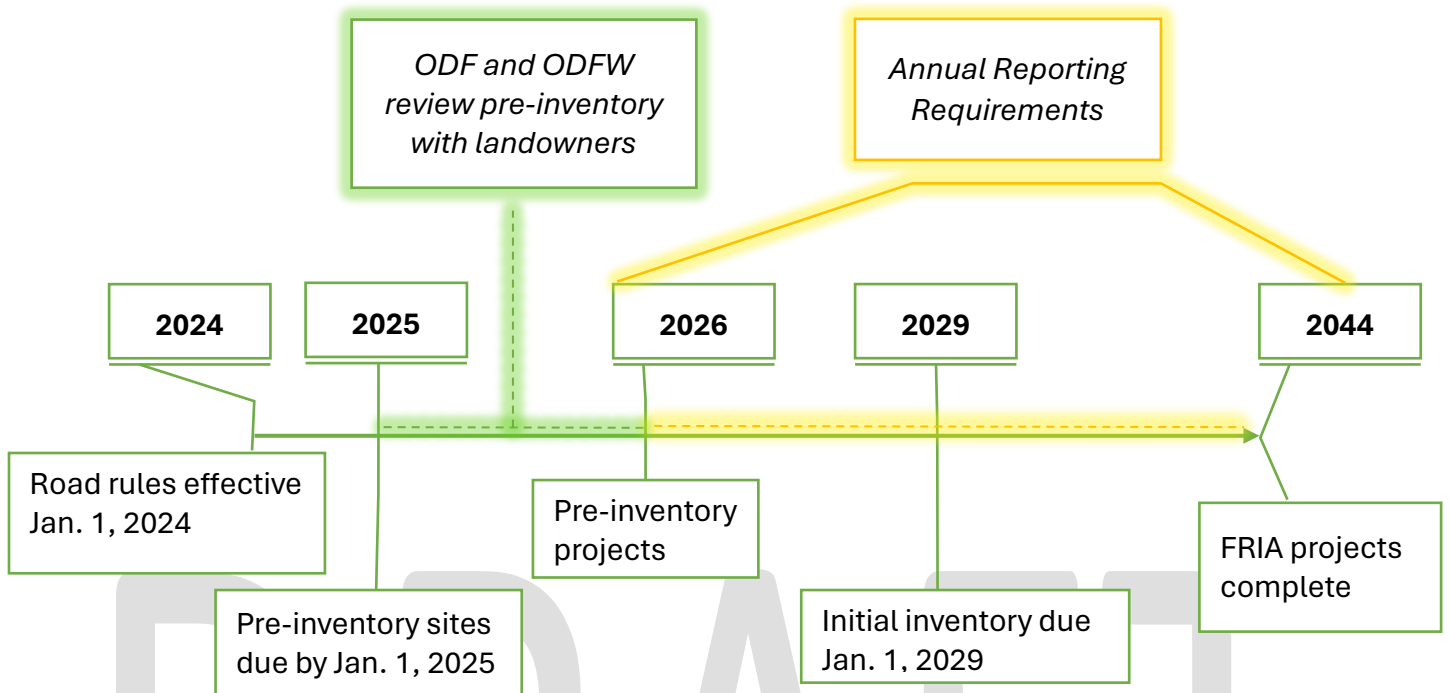 ODF and ODFW
review pre-inventory
with landowners
Annual Reporting
Requirements
2024
2025
2026
2029
2044
Road rules effective
Jan. 1, 2024
Pre-inventory sites
due by Jan. 1, 2025
Pre-inventory
projects
Initial inventory due
Jan. 1, 2029
FRIA projects
complete